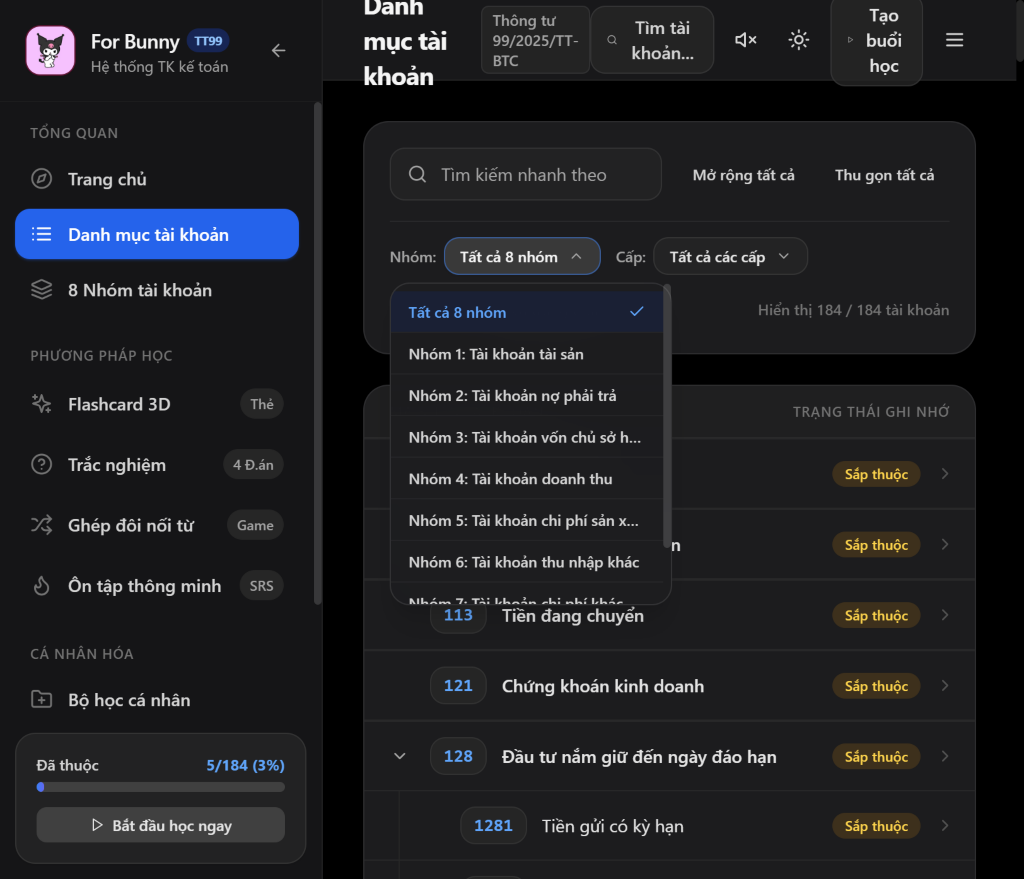 For Bunny TT99
Hệ thống TK kế toán
TỔNG QUAN
Trang chủ
Danh mục tài khoản
8 Nhóm tài khoản
PHƯƠNG PHÁP HỌC
Flashcard 3D Thẻ
Trắc nghiệm 4 Đ.án
Ghép đôi nối từ Game
Ôn tập thông minh SRS
CÁ NHÂN HÓA
Bộ học cá nhân
Đã thuộc 5/184 (3%)
Bắt đầu học ngay
Danh
mục tài
khoản
Thông tư
99/2025/TT-
BTC
Tìm tài
khoản...
Tạo
buổi
học
Tìm kiếm nhanh theo
Mở rộng tất cả
Thu gọn tất cả
Nhóm: Tất cả 8 nhóm Cấp: Tất cả các cấp
Hiển thị 184 / 184 tài khoản
Tất cả 8 nhóm
Nhóm 1: Tài khoản tài sản
Nhóm 2: Tài khoản nợ phải trả
Nhóm 3: Tài khoản vốn chủ sở h...
Nhóm 4: Tài khoản doanh thu
Nhóm 5: Tài khoản chi phí sản x...
Nhóm 6: Tài khoản thu nhập khác
Nhóm 7: Tài khoản chi phí khác
TRẠNG THÁI GHI NHỚ
Sắp thuộc
n Sắp thuộc
113 Tiền đang chuyển Sắp thuộc
121 Chứng khoán kinh doanh Sắp thuộc
128 Đầu tư nắm giữ đến ngày đáo hạn Sắp thuộc
1281 Tiền gửi có kỳ hạn Sắp thuộc